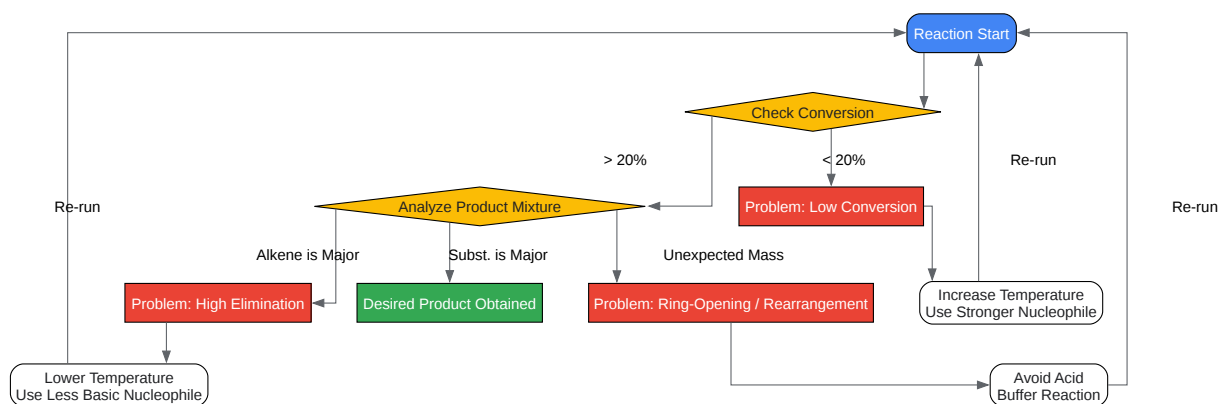 Reaction Start
Check Conversion
> 20%
< 20%
Re-run
Analyze Product Mixture
Problem: Low Conversion
Re-run
Re-run
Alkene is Major
Subst. is Major
Unexpected Mass
Problem: High Elimination
Desired Product Obtained
Problem: Ring-Opening / Rearrangement
Increase Temperature
Use Stronger Nucleophile
Lower Temperature
Use Less Basic Nucleophile
Avoid Acid
Buffer Reaction